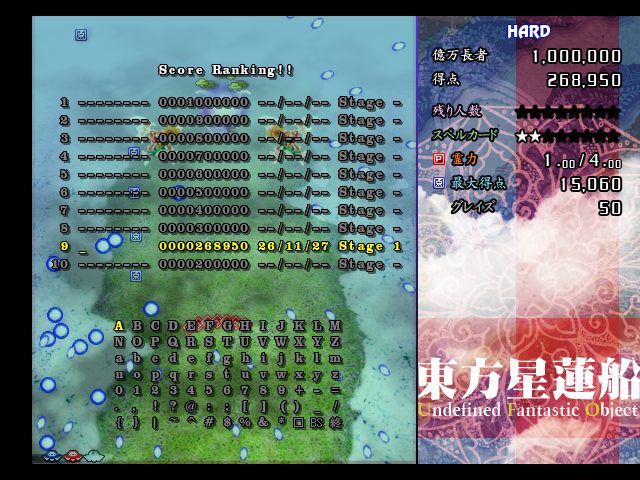 Score Ranking!!
1 -------- 0001000000 --/--/-- Stage -
2 -------- 0000900000 --/--/-- Stage -
3 -------- 0000800000 --/--/-- Stage -
4 -------- 0000700000 --/--/-- Stage -
5 -------- 0000600000 --/--/-- Stage -
6 -------- 0000500000 --/--/-- Stage -
7 -------- 0000400000 --/--/-- Stage -
8 -------- 0000300000 --/--/-- Stage -
9 _ 0000268950 26/11/27 Stage 1
10 -------- 0000200000 --/--/-- Stage -
A B C D E F G H I J K L M
N O P Q R S T U V W X Y Z
a b c d e f g h i j k l m
n o p q r s t u v w x y z
0 1 2 3 4 5 6 7 8 9 + - =
. , ! ? @ : ; [ ] ( ) _ /
{ } | ~ ^ # $ % & * □ BS 終
HARD
億万長者 1,000,000
得点 268,950
残り人数
スペルカード ★★
P 霊力 1.00/4.00
最大得点 15,060
グレイズ 50
東方星蓮船
Undefined Fantastic Object